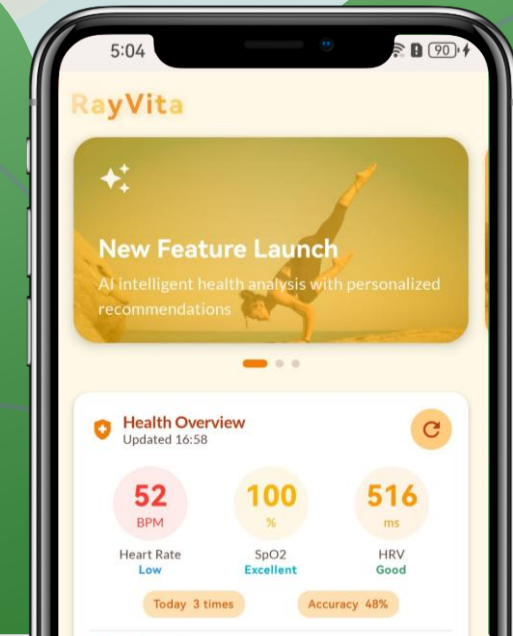 5:04
90
RayVita
New Feature Launch
AI intelligent health analysis with personalized
recommendations
Health Overview
Updated 16:58
52 100 516
BPM % ms
Heart Rate SpO2 HRV
Low Excellent Good
Today 3 times Accuracy 48%